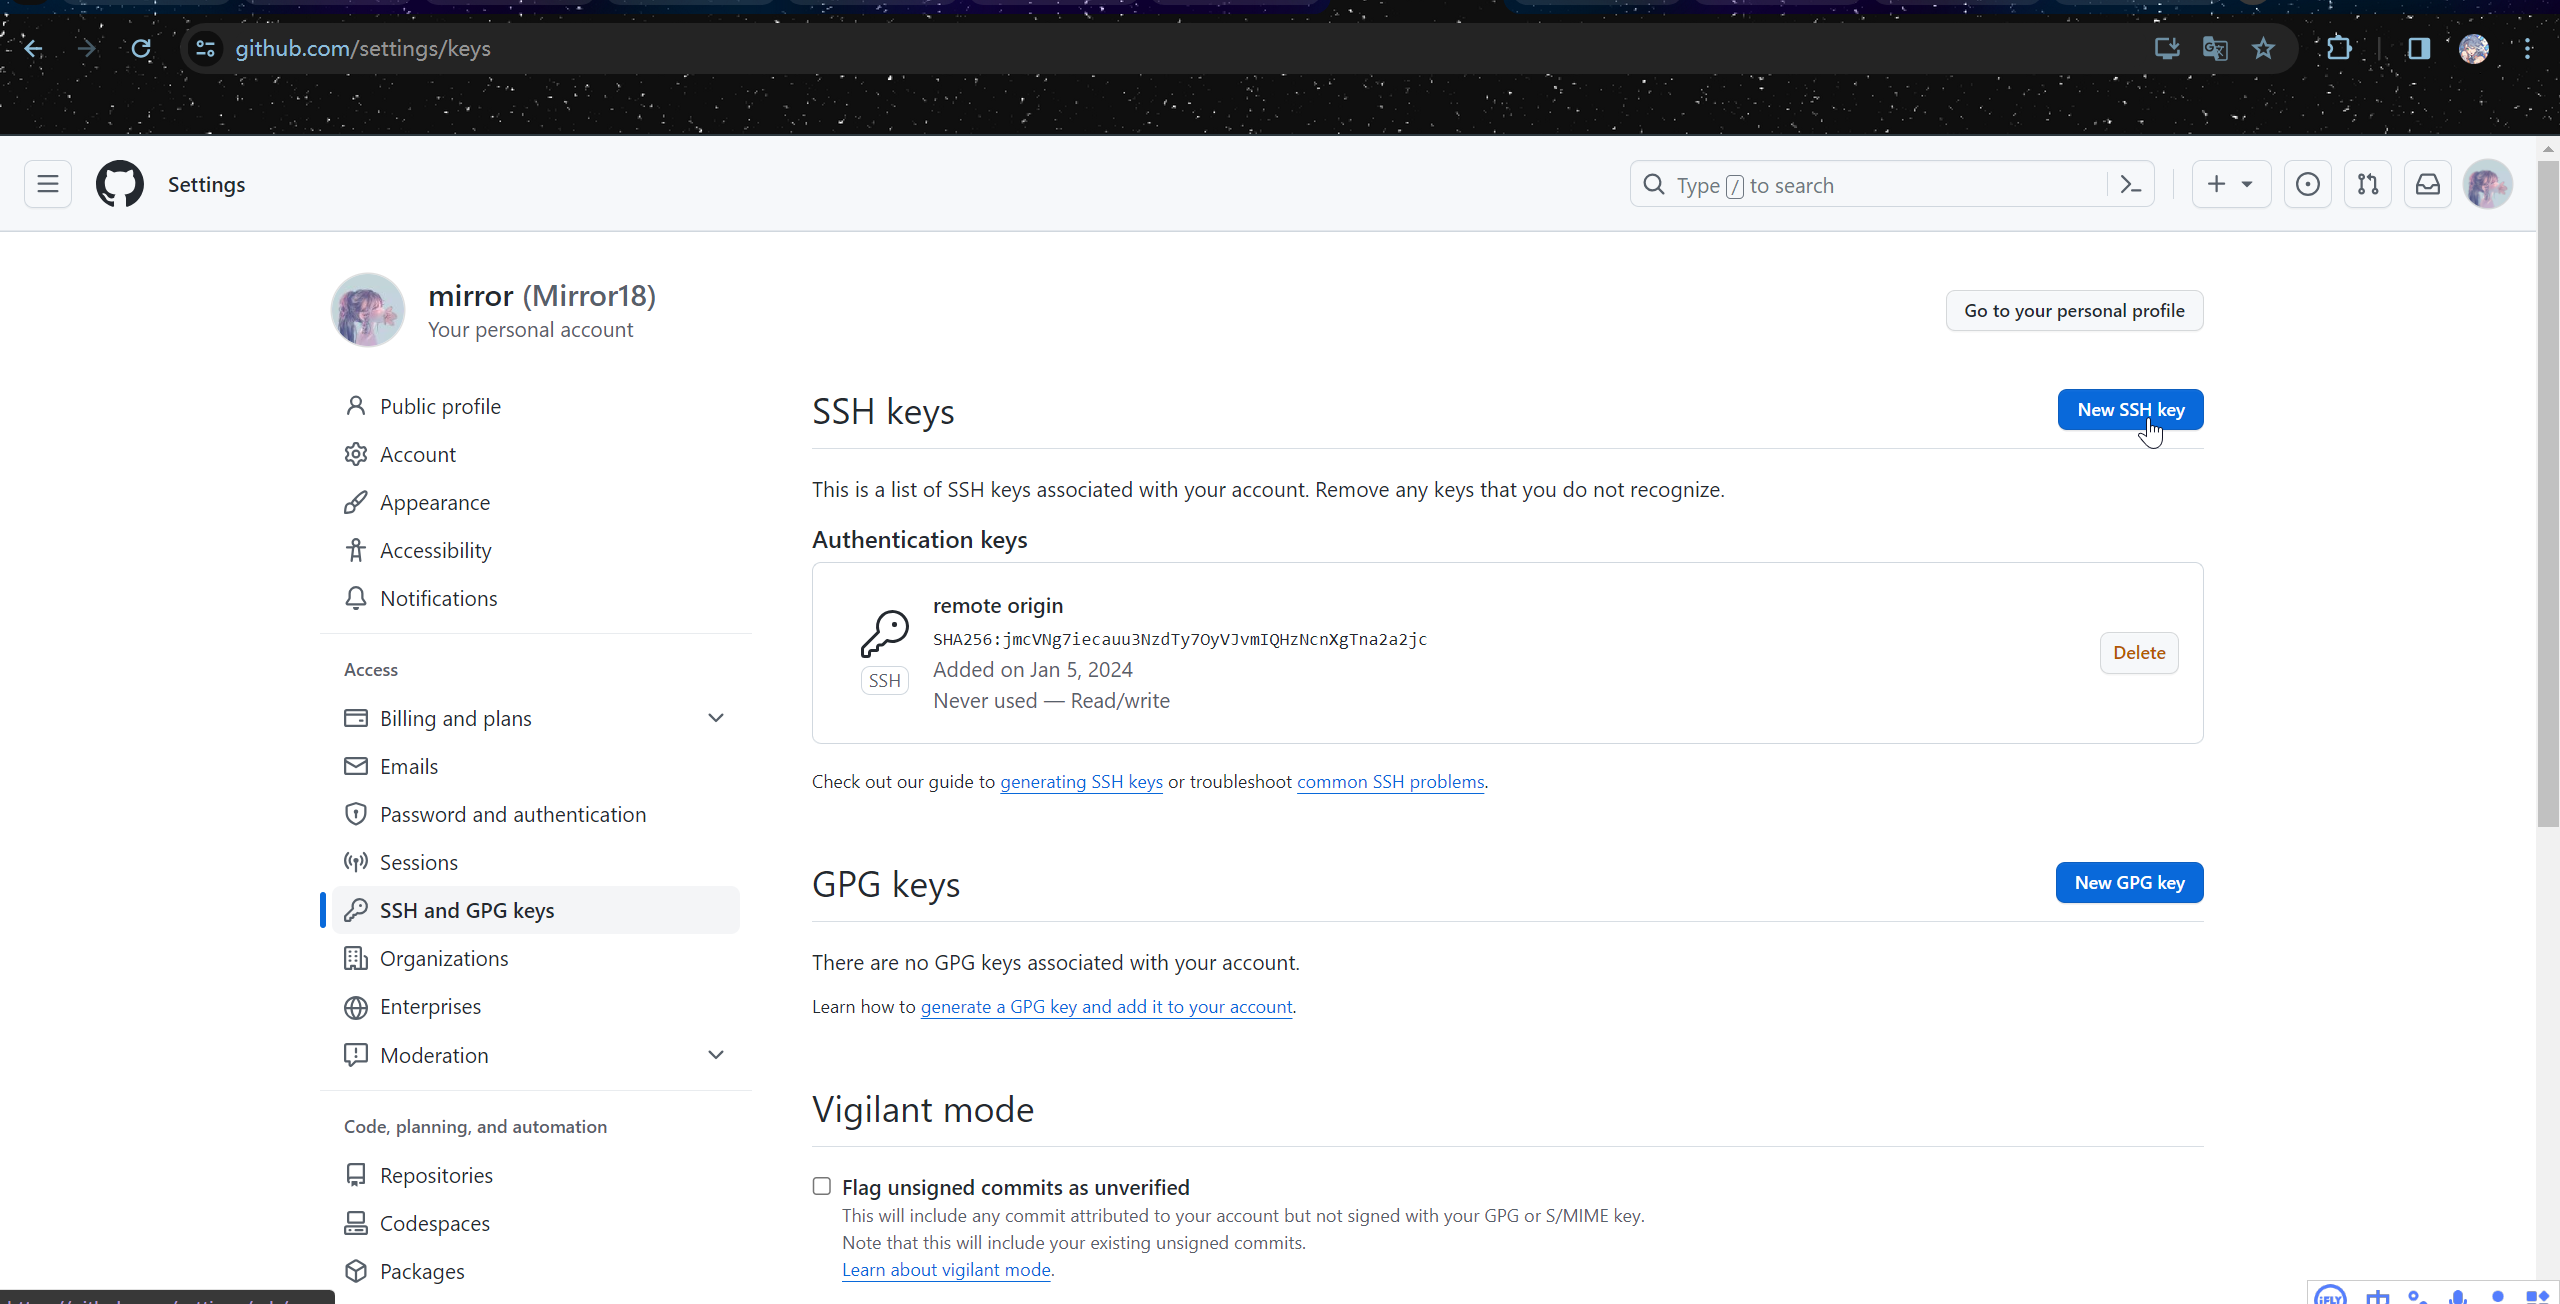 github.com/settings/keys
Settings
Type / to search
mirror (Mirror18)
Your personal account
Go to your personal profile
Public profile
Account
Appearance
Accessibility
Notifications
Access
Billing and plans
Emails
Password and authentication
Sessions
SSH and GPG keys
Organizations
Enterprises
Moderation
Code, planning, and automation
Repositories
Codespaces
Packages
SSH keys
New SSH key
This is a list of SSH keys associated with your account. Remove any keys that you do not recognize.
Authentication keys
remote origin
SHA256:jmcVNg7iecauu3NzdTy7OyVJvmIQHzNcnXgTna2a2jc
Added on Jan 5, 2024
Never used — Read/write
SSH
Delete
Check out our guide to generating SSH keys or troubleshoot common SSH problems.
GPG keys
New GPG key
There are no GPG keys associated with your account.
Learn how to generate a GPG key and add it to your account.
Vigilant mode
Flag unsigned commits as unverified
This will include any commit attributed to your account but not signed with your GPG or S/MIME key.
Note that this will include your existing unsigned commits.
Learn about vigilant mode.
iFLY